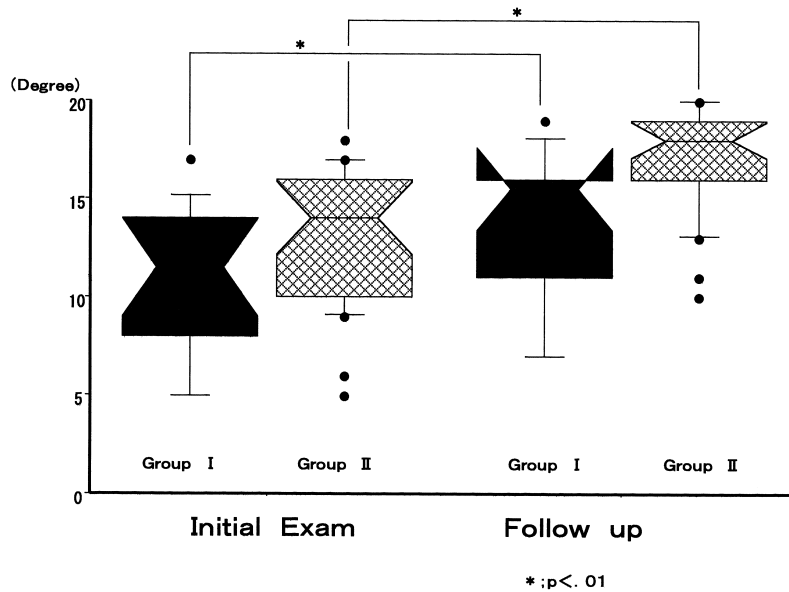 *
*
(Degree)
20
15
10
5
0
Group Ⅰ
Group Ⅱ
Group Ⅰ
Group Ⅱ
Initial Exam
Follow up
*;p<. 01